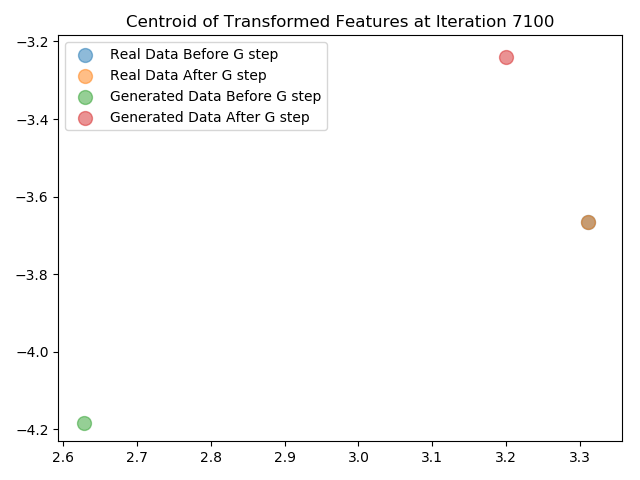 Centroid of Transformed Features at Iteration 7100
Real Data Before G step
Real Data After G step
Generated Data Before G step
Generated Data After G step
−3.2
−3.4
−3.6
−3.8
−4.0
−4.2
2.6 2.7 2.8 2.9 3.0 3.1 3.2 3.3